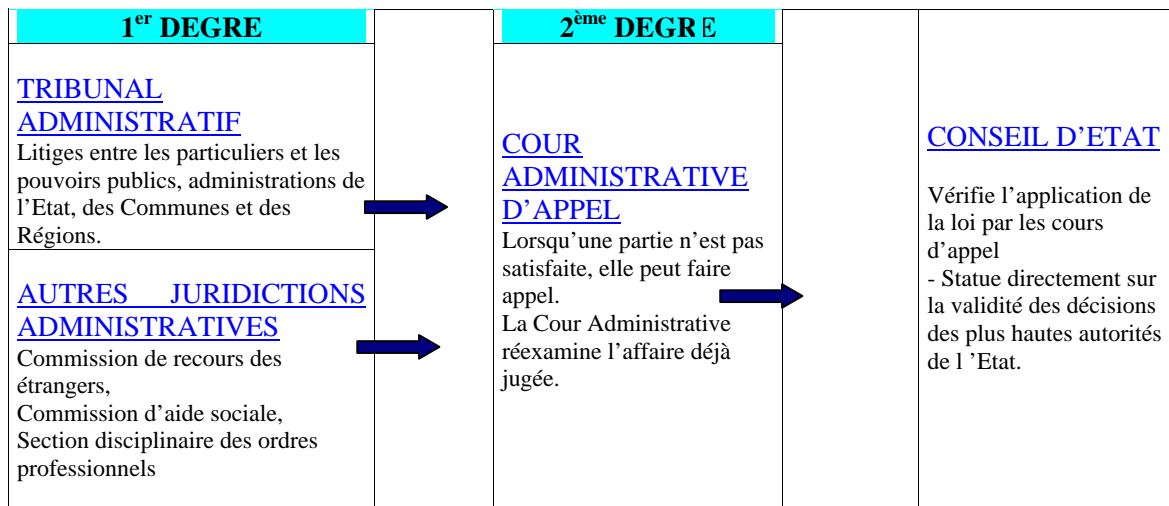 1er DEGRE
TRIBUNAL
ADMINISTRATIF
Litiges entre les particuliers et les
pouvoirs publics, administrations de
l’Etat, des Communes et des
Régions.
AUTRES JURIDICTIONS
ADMINISTRATIVES
Commission de recours des
étrangers,
Commission d’aide sociale,
Section disciplinaire des ordres
professionnels
2ème DEGRE
COUR
ADMINISTRATIVE
D’APPEL
Lorsqu’une partie n’est pas
satisfaite, elle peut faire
appel.
La Cour Administrative
réexamine l’affaire déjà
jugée.
CONSEIL D’ETAT
Vérifie l’application de
la loi par les cours
d’appel
- Statue directement sur
la validité des décisions
des plus hautes autorités
de l ’Etat.